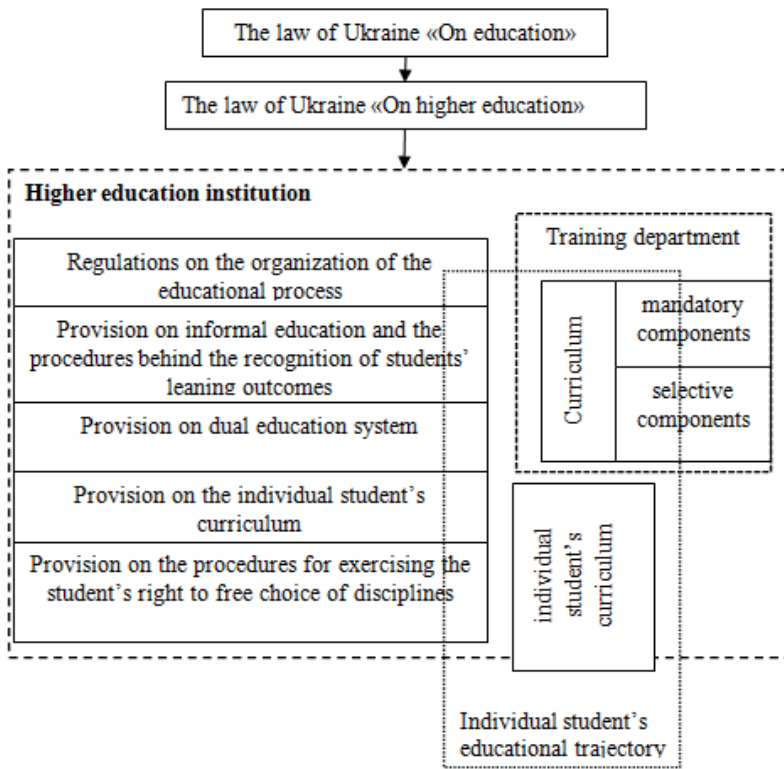 The law of Ukraine «On education»
The law of Ukraine «On higher education»
Higher education institution
Regulations on the organization of the
educational process
Provision on informal education and the
procedures behind the recognition of students’
leaning outcomes
Provision on dual education system
Provision on the individual student’s
curriculum
Provision on the procedures for exercising the
student’s right to free choice of disciplines
Training department
Curriculum
mandatory
components
selective
components
individual
student’s
curriculum
Individual student’s
educational trajectory